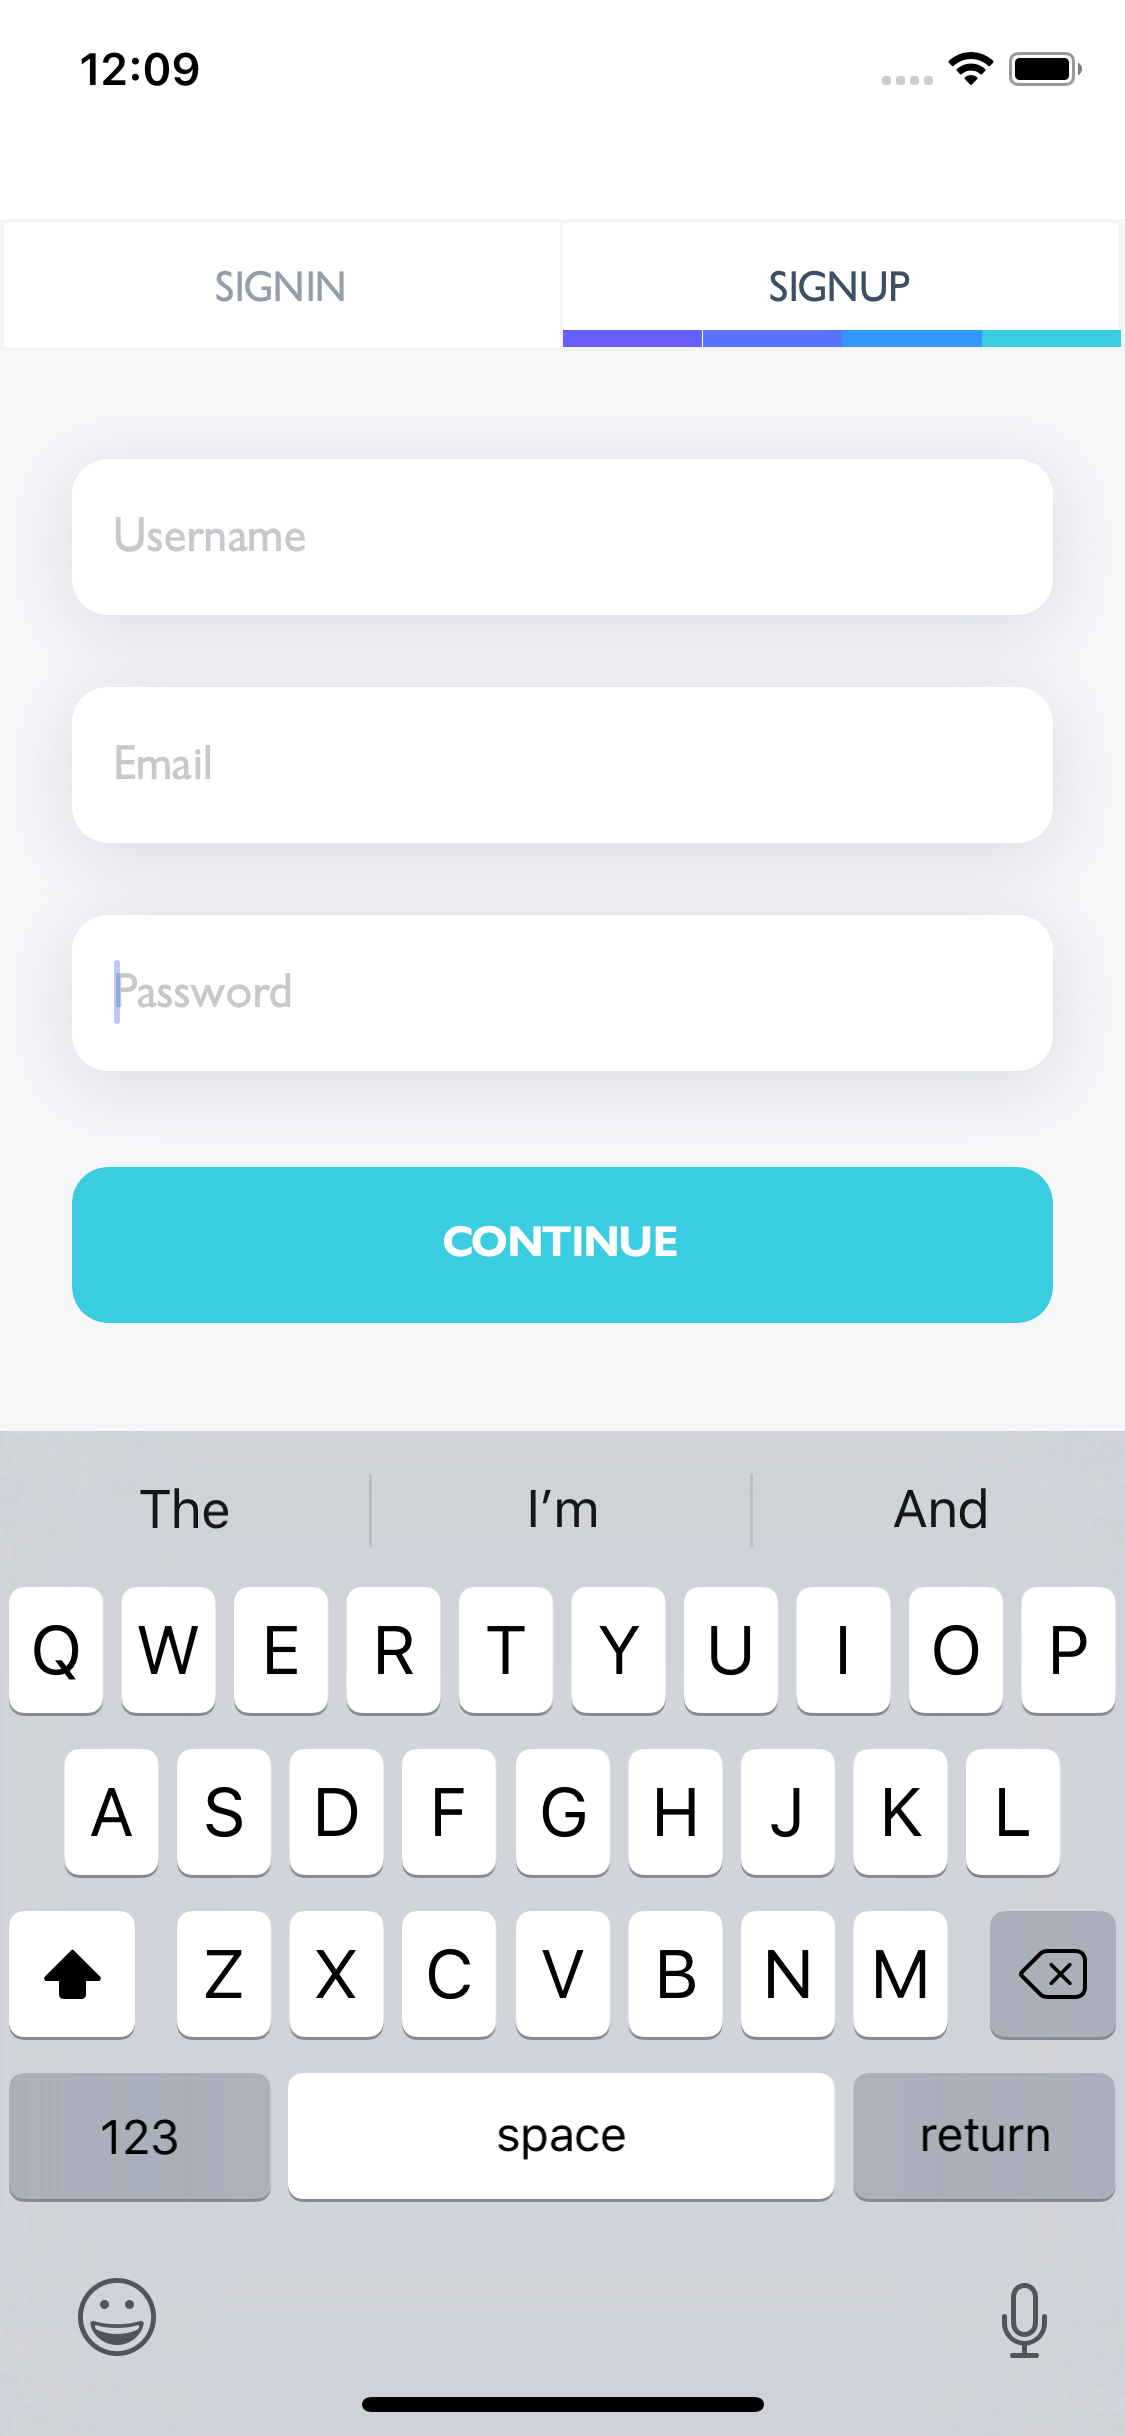 12:09
SIGNIN SIGNUP
Username
Email
Password
CONTINUE
The I’m And
Q W E R T Y U I O P
A S D F G H J K L
Z X C V B N M
123 space return